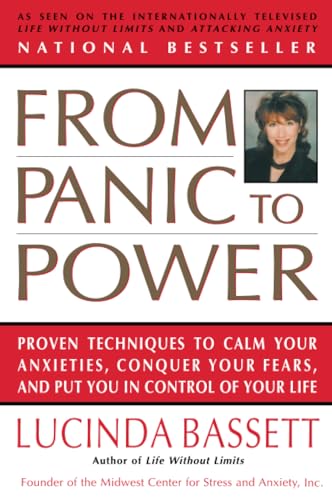 AS SEEN ON THE INTERNATIONALLY TELEVISED
LIFE WITHOUT LIMITS AND ATTACKING ANXIETY
NATIONAL BESTSELLER
FROM
PANIC TO
POWER
PROVEN TECHNIQUES TO CALM YOUR
ANXIETIES, CONQUER YOUR FEARS,
AND PUT YOU IN CONTROL OF YOUR LIFE
LUCINDA BASSETT
Author of Life Without Limits
Founder of the Midwest Center for Stress and Anxiety, Inc.